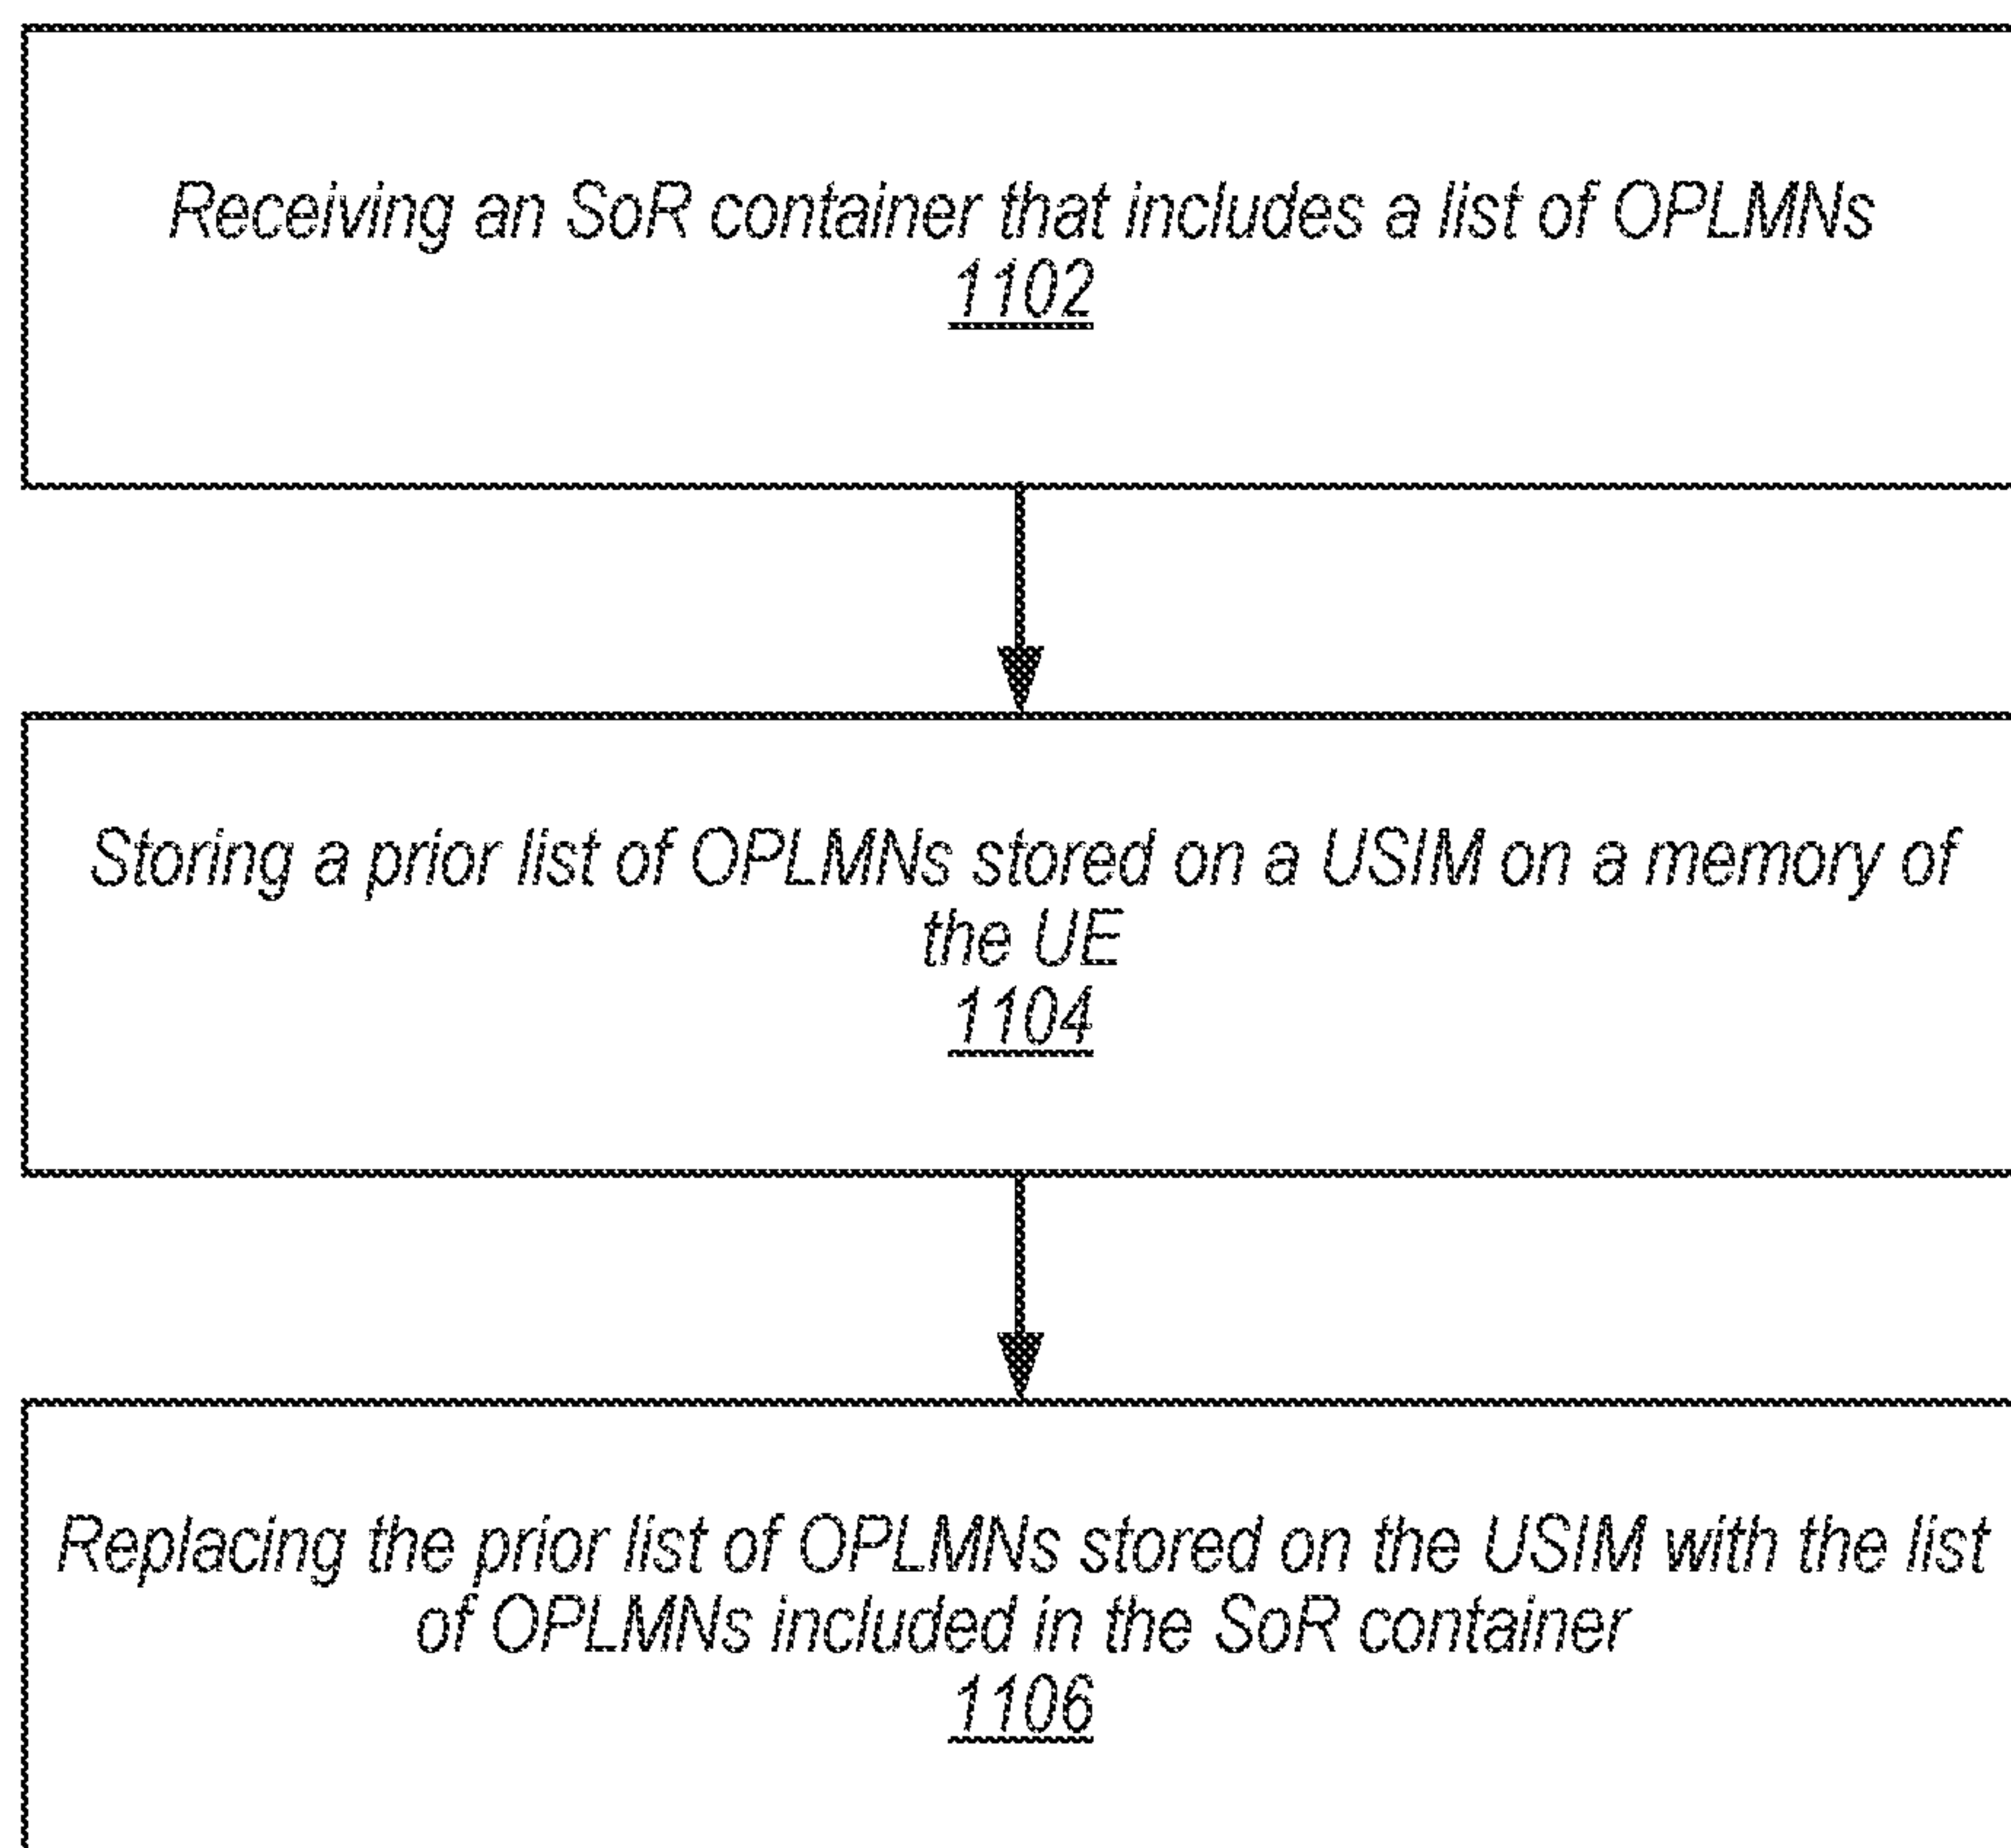 Receiving an SoR container that includes a list of OPLMNs
1102
Storing a prior list of OPLMNs stored on a USIM on a memory of
the UE
1104
Replacing the prior list of OPLMNs stored on the USIM with the list
of OPLMNs included in the SoR container
1106